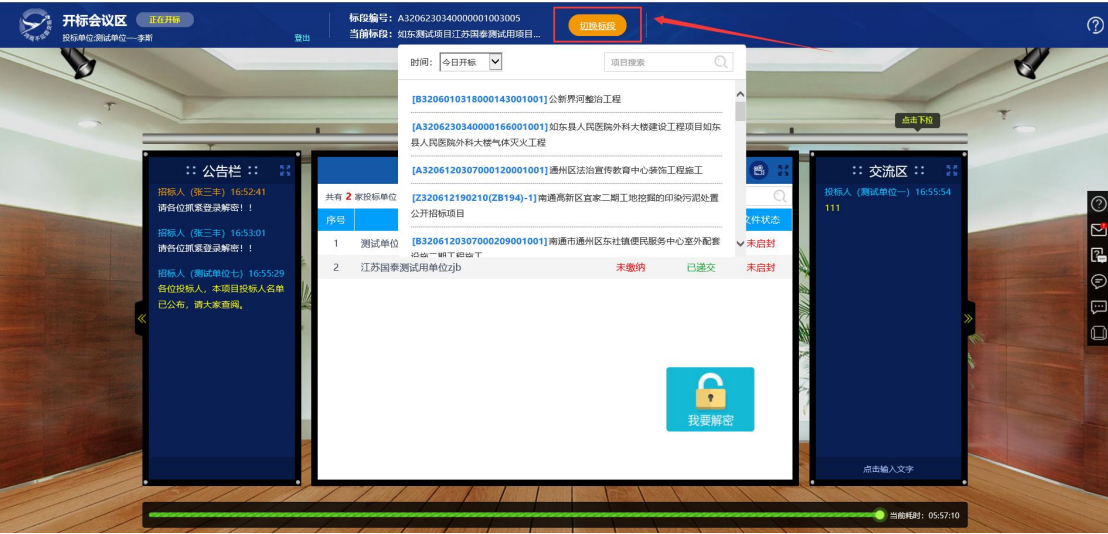 开标会议区
正在开标
投标单位:测试单位一--李斯
登出
标段编号：A3206230340000001003005
当前标段：如东测试项目江苏国泰测试用项目...
切换标段
时间：
今日开标
项目搜索
[B3206010318000143001001]公新界河整治工程
[A3206230340000166001001]如东县人民医院外科大楼建设工程项目如东
县人民医院外科大楼气体灭火工程
[A3206120307000120001001]通州区法治宣传教育中心装饰工程施工
[Z320612190210(ZB194)-1]南通高新区宜家二期工地挖掘的印染污泥处置
公开招标项目
[B3206120307000209001001]南通市通州区东社镇便民服务中心室外配套
设施二期工程施工
点击下拉
:: 公告栏 ::
招标人（张三丰）16:52:41
请各位抓紧登录解密！！
招标人（张三丰）16:53:01
请各位抓紧登录解密！！
招标人（测试单位七）16:55:29
各位投标人，本项目投标人名单
已公布，请大家查阅。
共有 2 家投标单位
序号
文件状态
1 测试单位
未启封
2 江苏国泰测试用单位zjb 未缴纳 已递交 未启封
我要解密
:: 交流区 ::
投标人（测试单位一）16:55:54
111
点击输入文字
当前耗时：05:57:10